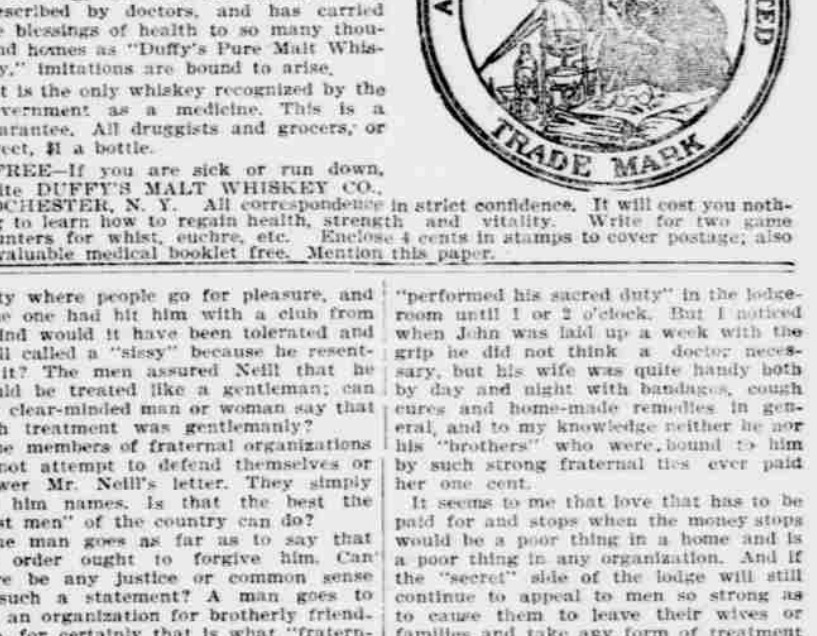 escribed by doctors, and has carried
e blessings of health to so many thou-
nd homes as "Duffy's Pure Malt Whis-
y," imitations are bound to arise.
t is the only whiskey recognized by the
vernment as a medicine. This is a
arantee. All druggists and grocers, or
ect, $1 a bottle.
FREE—If you are sick or run down,
ite DUFFY'S MALT WHISKEY CO.,
OCHESTER, N. Y. All correspondence in strict confidence. It will cost you noth-
g to learn how to regain health, strength and vitality. Write for two game
unters for whist, euchre, etc. Enclose 4 cents in stamps to cover postage; also
valuable medical booklet free. Mention this paper.
TRADE MARK
ty where people go for pleasure, and
e one had hit him with a club from
ind would it have been tolerated and
ll called a "sissy" because he resent-
it? The men assured Neill that he
uld be treated like a gentleman; can
clear-minded man or woman say that
h treatment was gentlemanly?
e members of fraternal organizations
not attempt to defend themselves or
wer Mr. Neill's letter. They simply
him names. Is that the best the
st men" of the country can do?
ne man goes as far as to say that
order ought to forgive him. Can
re be any justice or common sense
such a statement? A man goes to
an organization for brotherly friend-
for certainly that is what "fratern-
"performed his sacred duty" in the lodge-
room until 1 or 2 o'clock. But I noticed
when John was laid up a week with the
grip he did not think a doctor neces-
sary, but his wife was quite handy both
by day and night with bandages, cough
cures and home-made remedies in gen-
eral, and to my knowledge neither he nor
his "brothers" who were bound to him
by such strong fraternal ties ever paid
her one cent.
It seems to me that love that has to be
paid for and stops when the money stops
would be a poor thing in a home and is
a poor thing in any organization. And if
the "secret" side of the lodge will still
continue to appeal to men so strong as
to cause them to leave their wives or
families and take any form of treatment